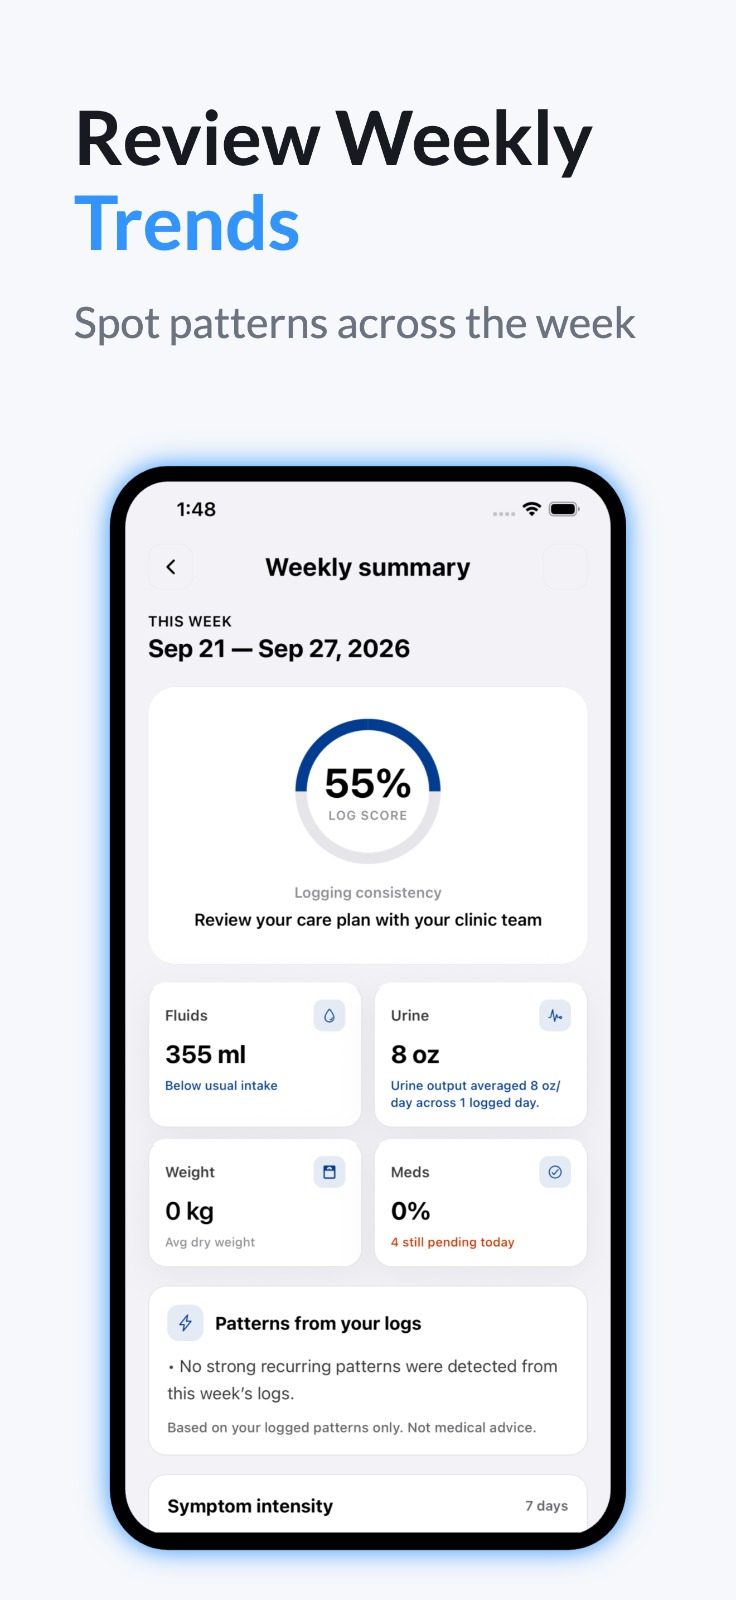 Review Weekly
Trends
Spot patterns across the week
1:48
Weekly summary
THIS WEEK
Sep 21 — Sep 27, 2026
55%
LOG SCORE
Logging consistency
Review your care plan with your clinic team
Fluids
355 ml
Below usual intake
Urine
8 oz
Urine output averaged 8 oz/
day across 1 logged day.
Weight
0 kg
Avg dry weight
Meds
0%
4 still pending today
Patterns from your logs
• No strong recurring patterns were detected from
this week’s logs.
Based on your logged patterns only. Not medical advice.
Symptom intensity
7 days